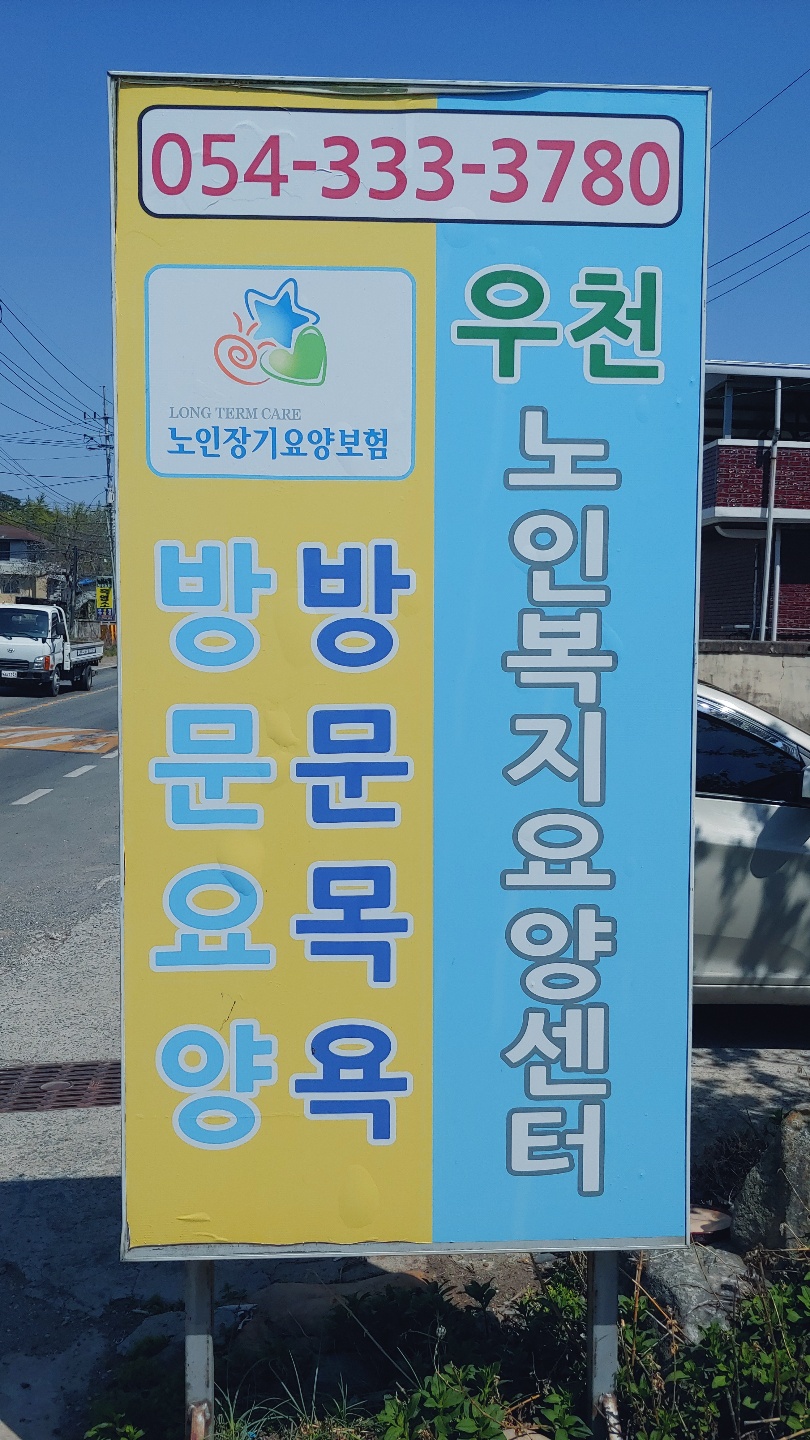 054-333-3780
LONG TERM CARE
노인장기요양보험
방문요양
방문목욕
우천
노인복지요양센터